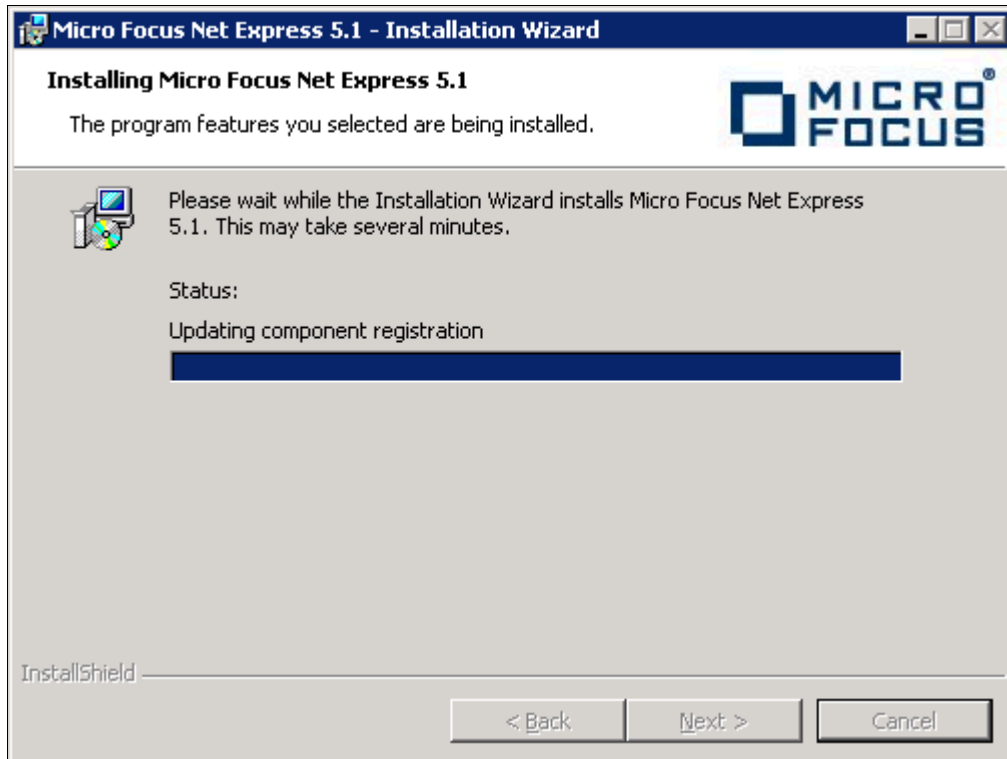 Micro Focus Net Express 5.1 - Installation Wizard
Installing Micro Focus Net Express 5.1
The program features you selected are being installed.
MICRO
FOCUS®
Please wait while the Installation Wizard installs Micro Focus Net Express
5.1. This may take several minutes.
Status:
Updating component registration
InstallShield
< Back
Next >
Cancel